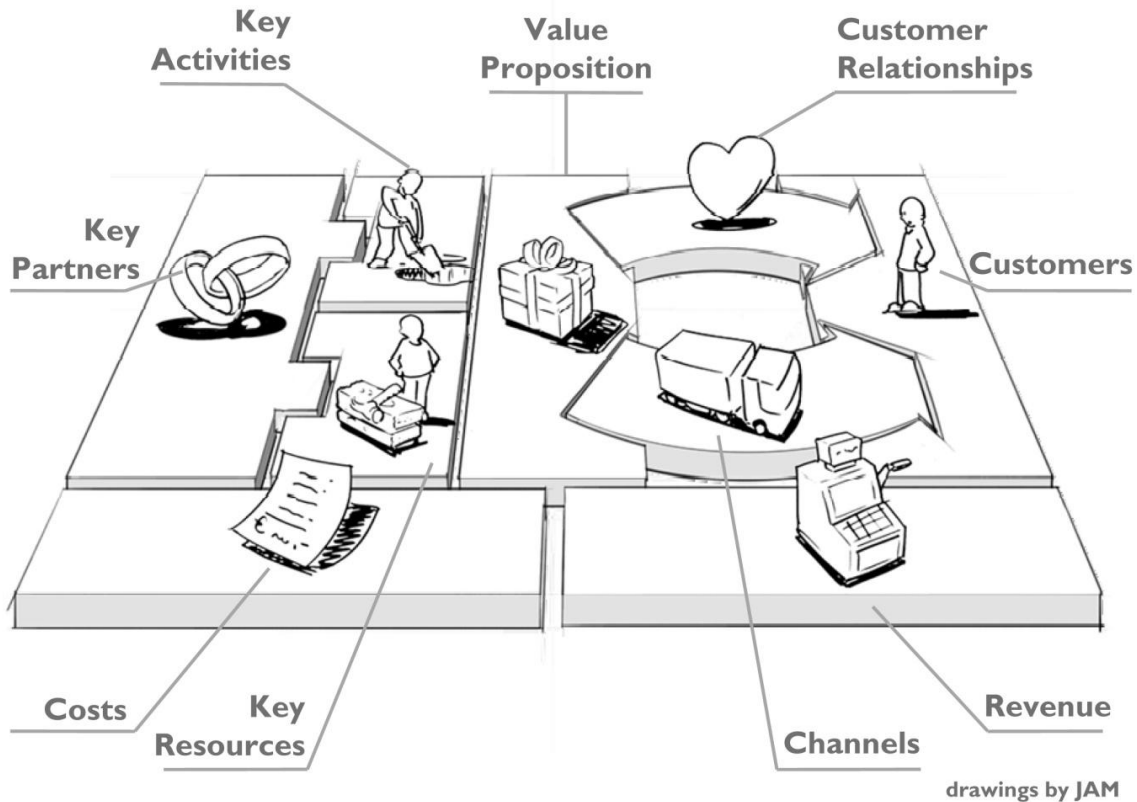 Key
Activities
Value
Proposition
Customer
Relationships
Key
Partners
Customers
Costs
Key
Resources
Channels
Revenue
drawings by JAM